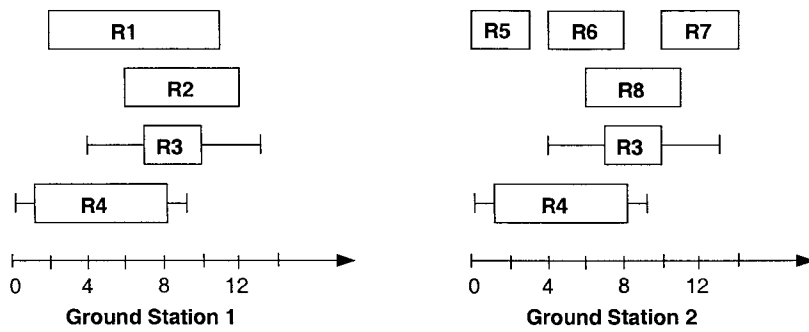 R1
R2
R3
R4
0 4 8 12
Ground Station 1
R5 R6 R7
R8
R3
R4
0 4 8 12
Ground Station 2